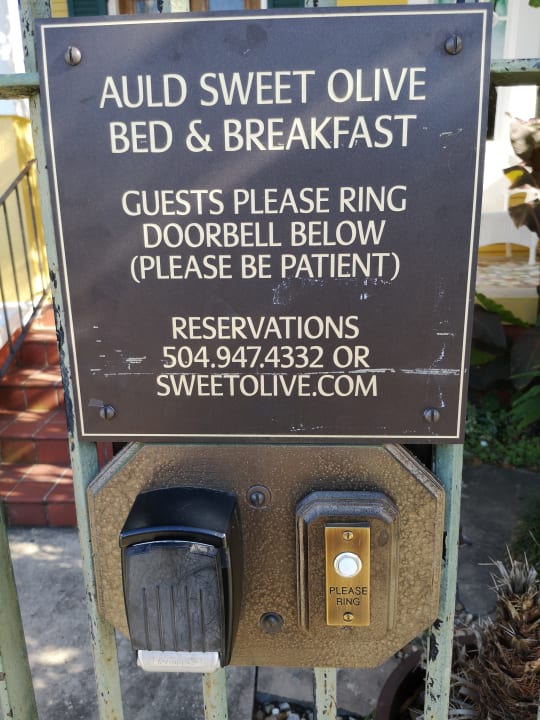 AULD SWEET OLIVE
BED & BREAKFAST
GUESTS PLEASE RING
DOORBELL BELOW
(PLEASE BE PATIENT)
RESERVATIONS
504.947.4332 OR
SWEETOLIVE.COM
PLEASE
RING